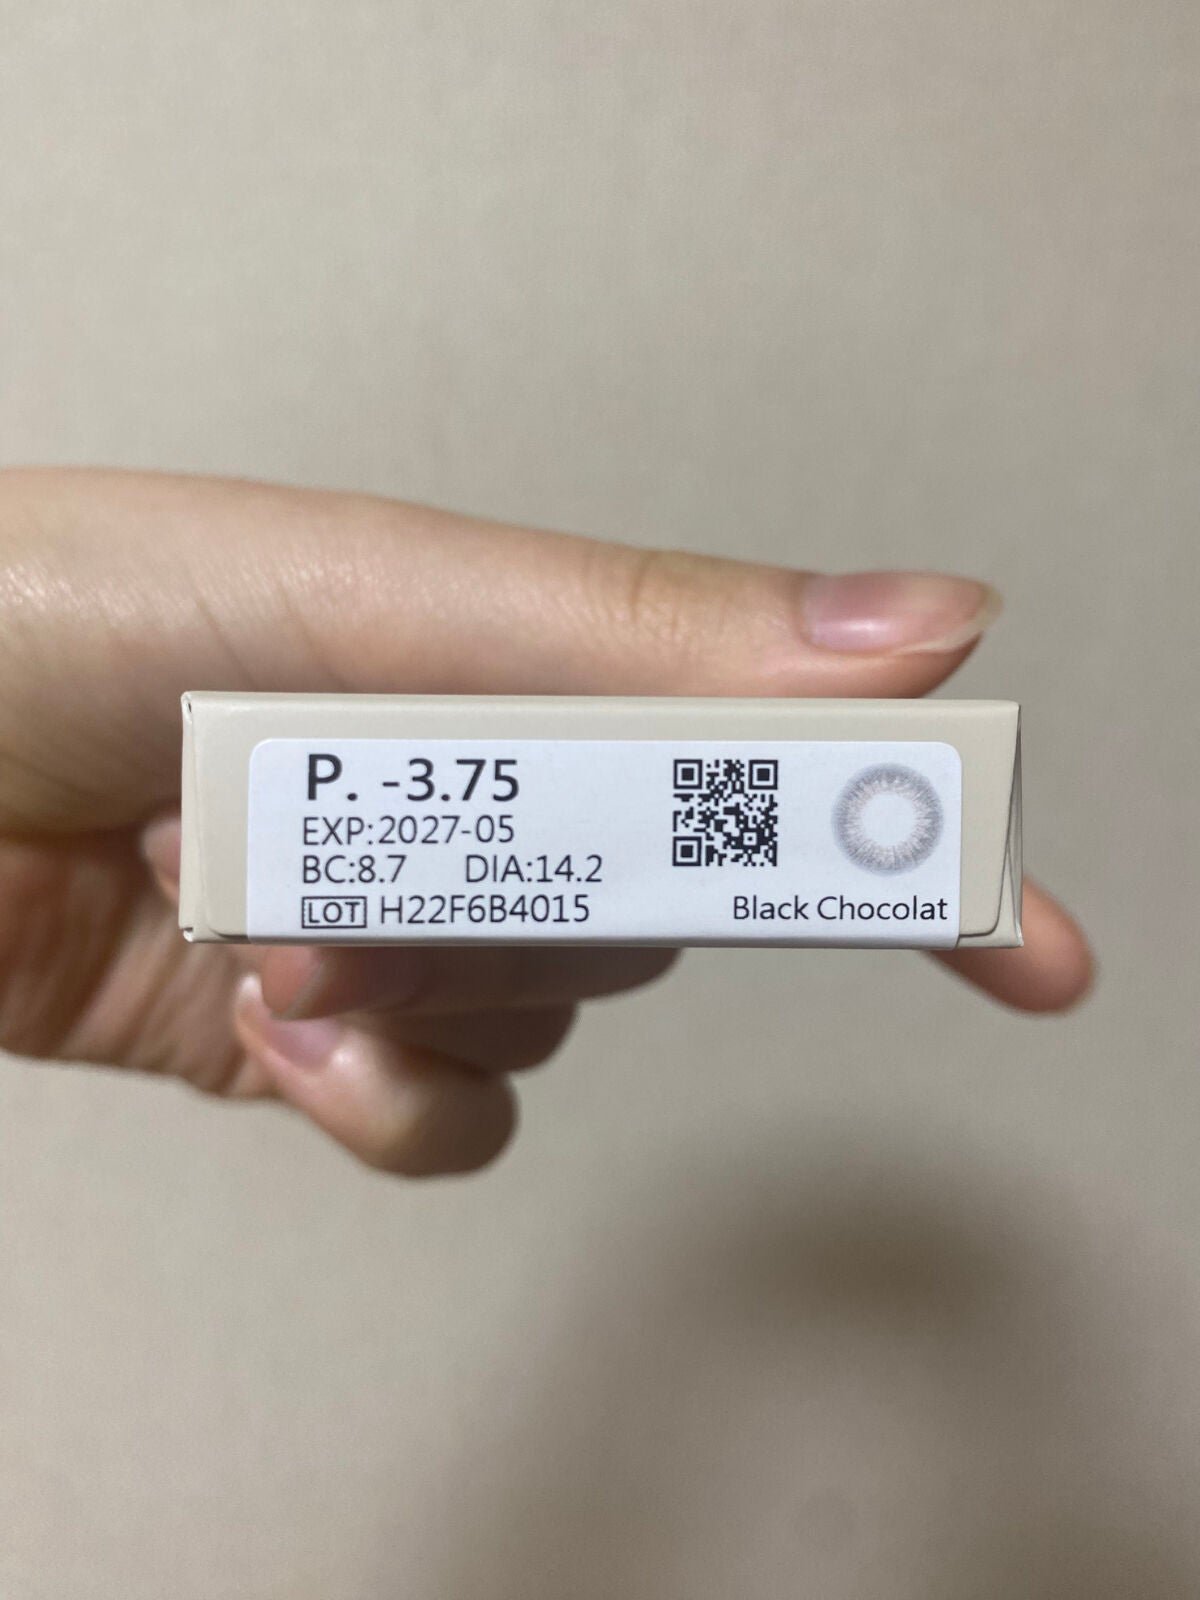 P. -3.75
EXP:2027-05
BC:8.7 DIA:14.2
LOT H22F6B4015
Black Chocolat